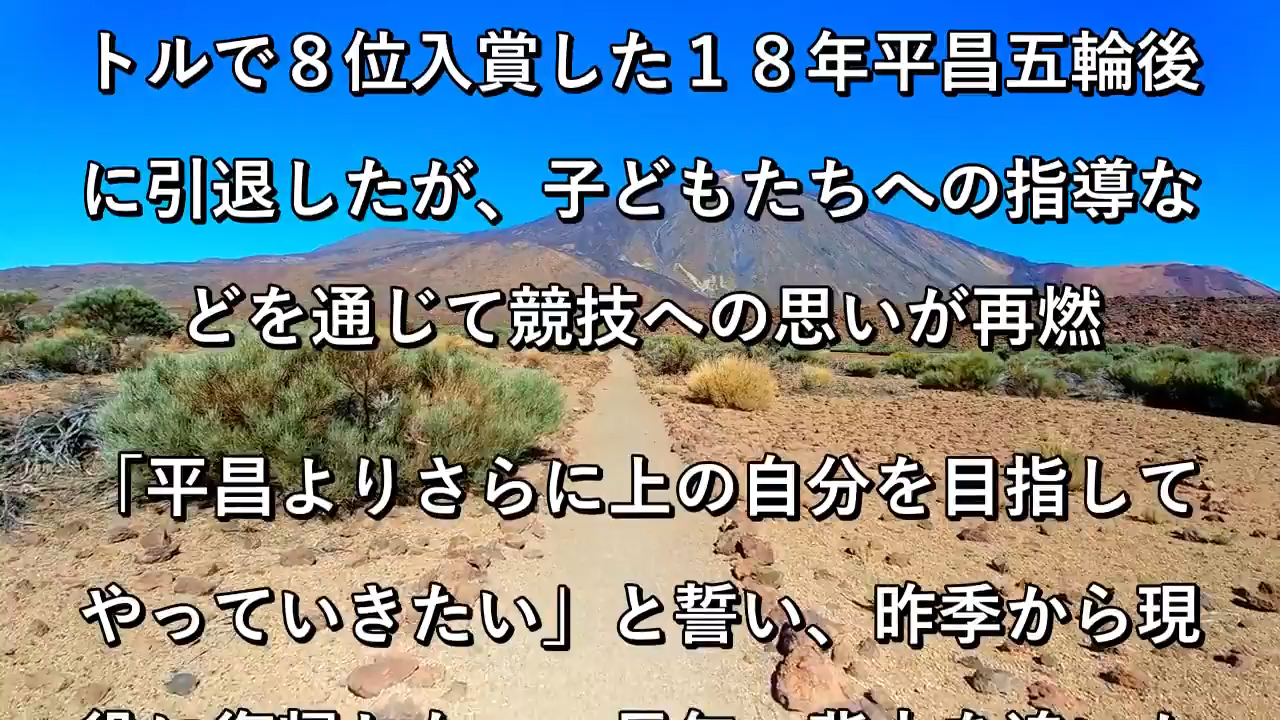 トルで８位入賞した１８年平昌五輪後
に引退したが、子どもたちへの指導な
どを通じて競技への思いが再燃
「平昌よりさらに上の自分を目指して
やっていきたい」と誓い、昨季から現